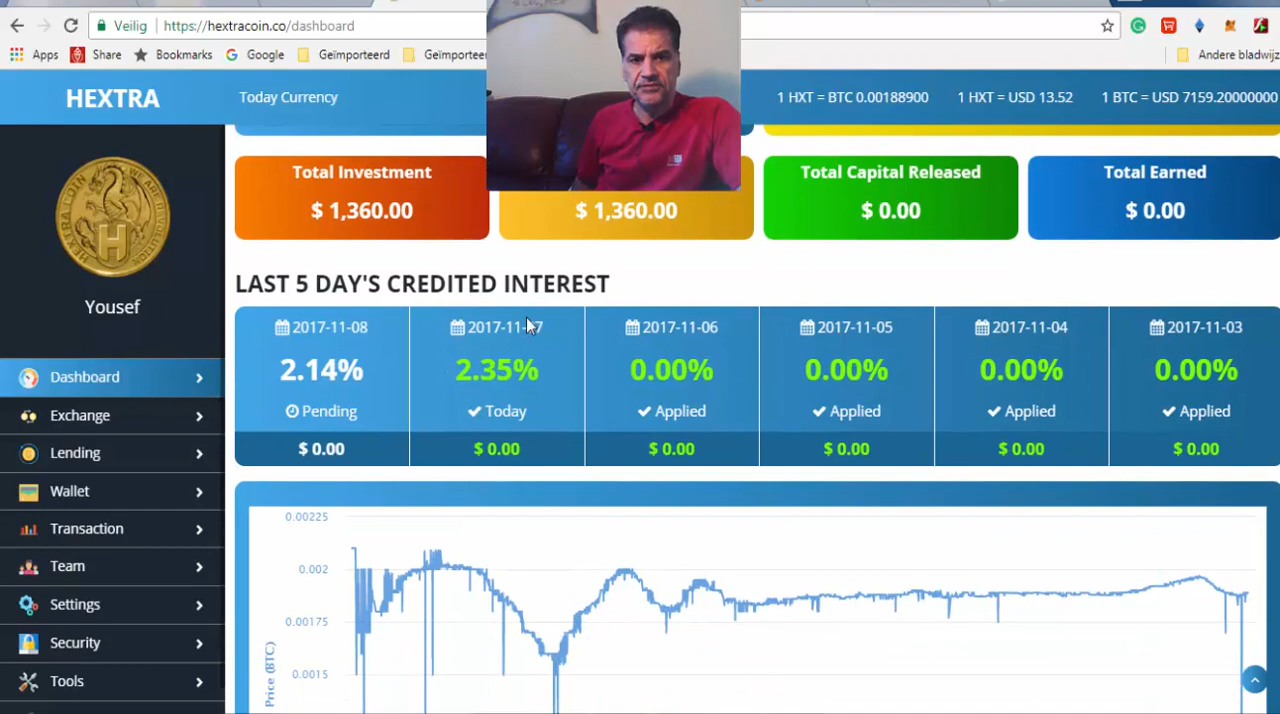 Veilig
https://hextracoin.co/dashboard
Apps Share Bookmarks Google Geïmporteerd Geïmporteer
Andere bladwijz
HEXTRA
Today Currency
1 HXT = BTC 0.00188900
1 HXT = USD 13.52
1 BTC = USD 7159.20000000
Total Investment
$ 1,360.00
$ 1,360.00
Total Capital Released
$ 0.00
Total Earned
$ 0.00
LAST 5 DAY'S CREDITED INTEREST
2017-11-08
2.14%
Pending
$ 0.00
2017-11-07
2.35%
Today
$ 0.00
2017-11-06
0.00%
Applied
$ 0.00
2017-11-05
0.00%
Applied
$ 0.00
2017-11-04
0.00%
Applied
$ 0.00
2017-11-03
0.00%
Applied
$ 0.00
Yousef
Dashboard
Exchange
Lending
Wallet
Transaction
Team
Settings
Security
Tools
0.00225
0.002
0.00175
0.0015
Price (BTC)